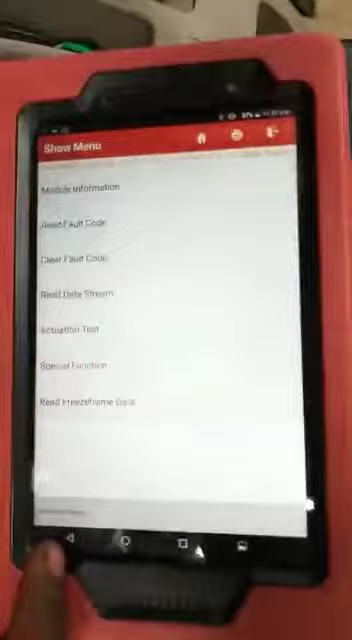 Show Menu
Module Information
Read Fault Code
Clear Fault Code
Read Data Stream
Actuation Test
Special Function
Read Freezeframe Data